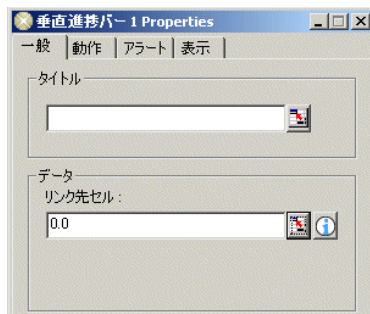 垂直進捗バー 1 Properties
一般 動作 アラート 表示
タイトル
データ
リンク先セル :
0.0